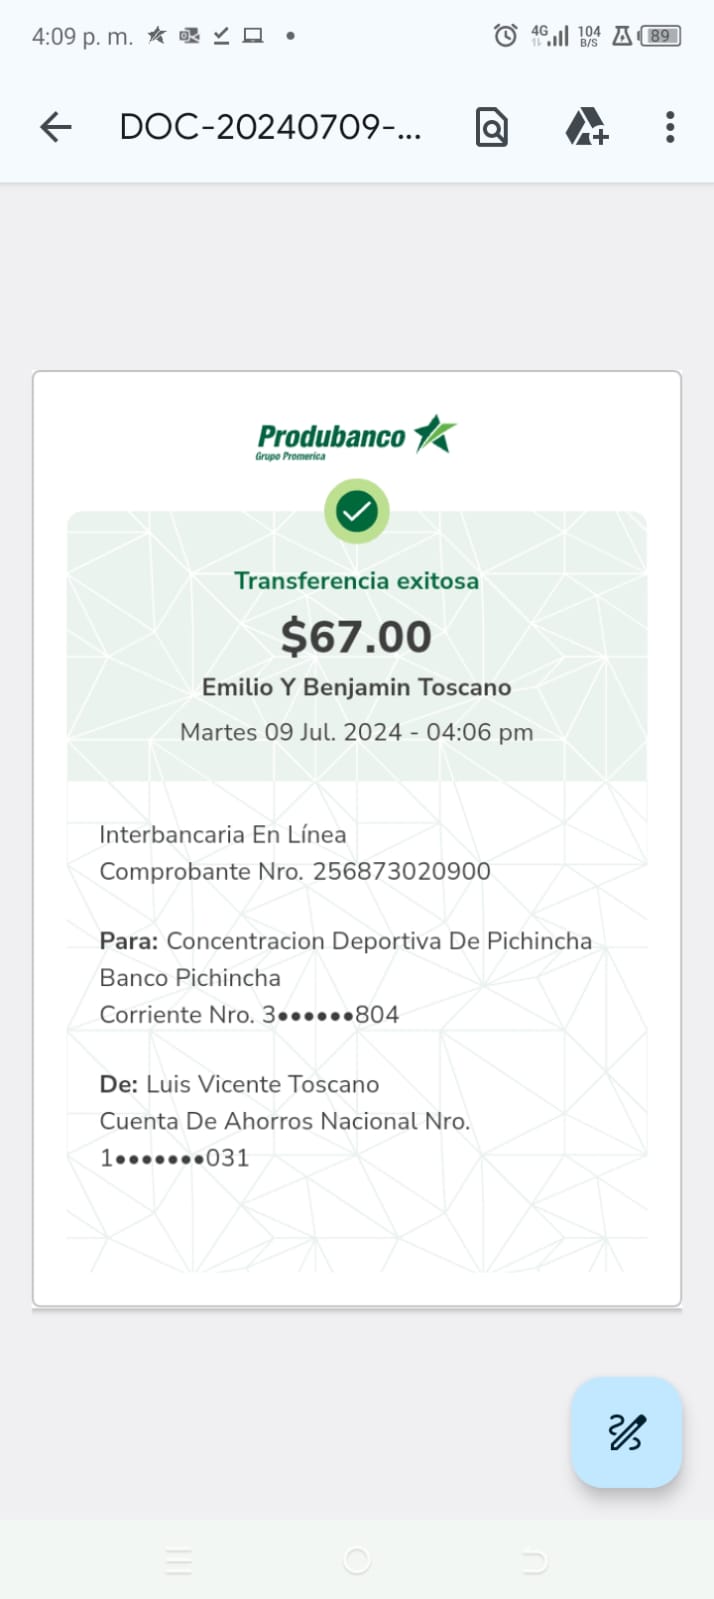 4:09 p. m.
4G
104
B/S
89
DOC-20240709-...
Produbanco
Grupo Promerica
Transferencia exitosa
$67.00
Emilio Y Benjamin Toscano
Martes 09 Jul. 2024 - 04:06 pm
Interbancaria En Línea
Comprobante Nro. 256873020900
Para: Concentracion Deportiva De Pichincha
Banco Pichincha
Corriente Nro. 3••••••804
De: Luis Vicente Toscano
Cuenta De Ahorros Nacional Nro.
1•••••••031